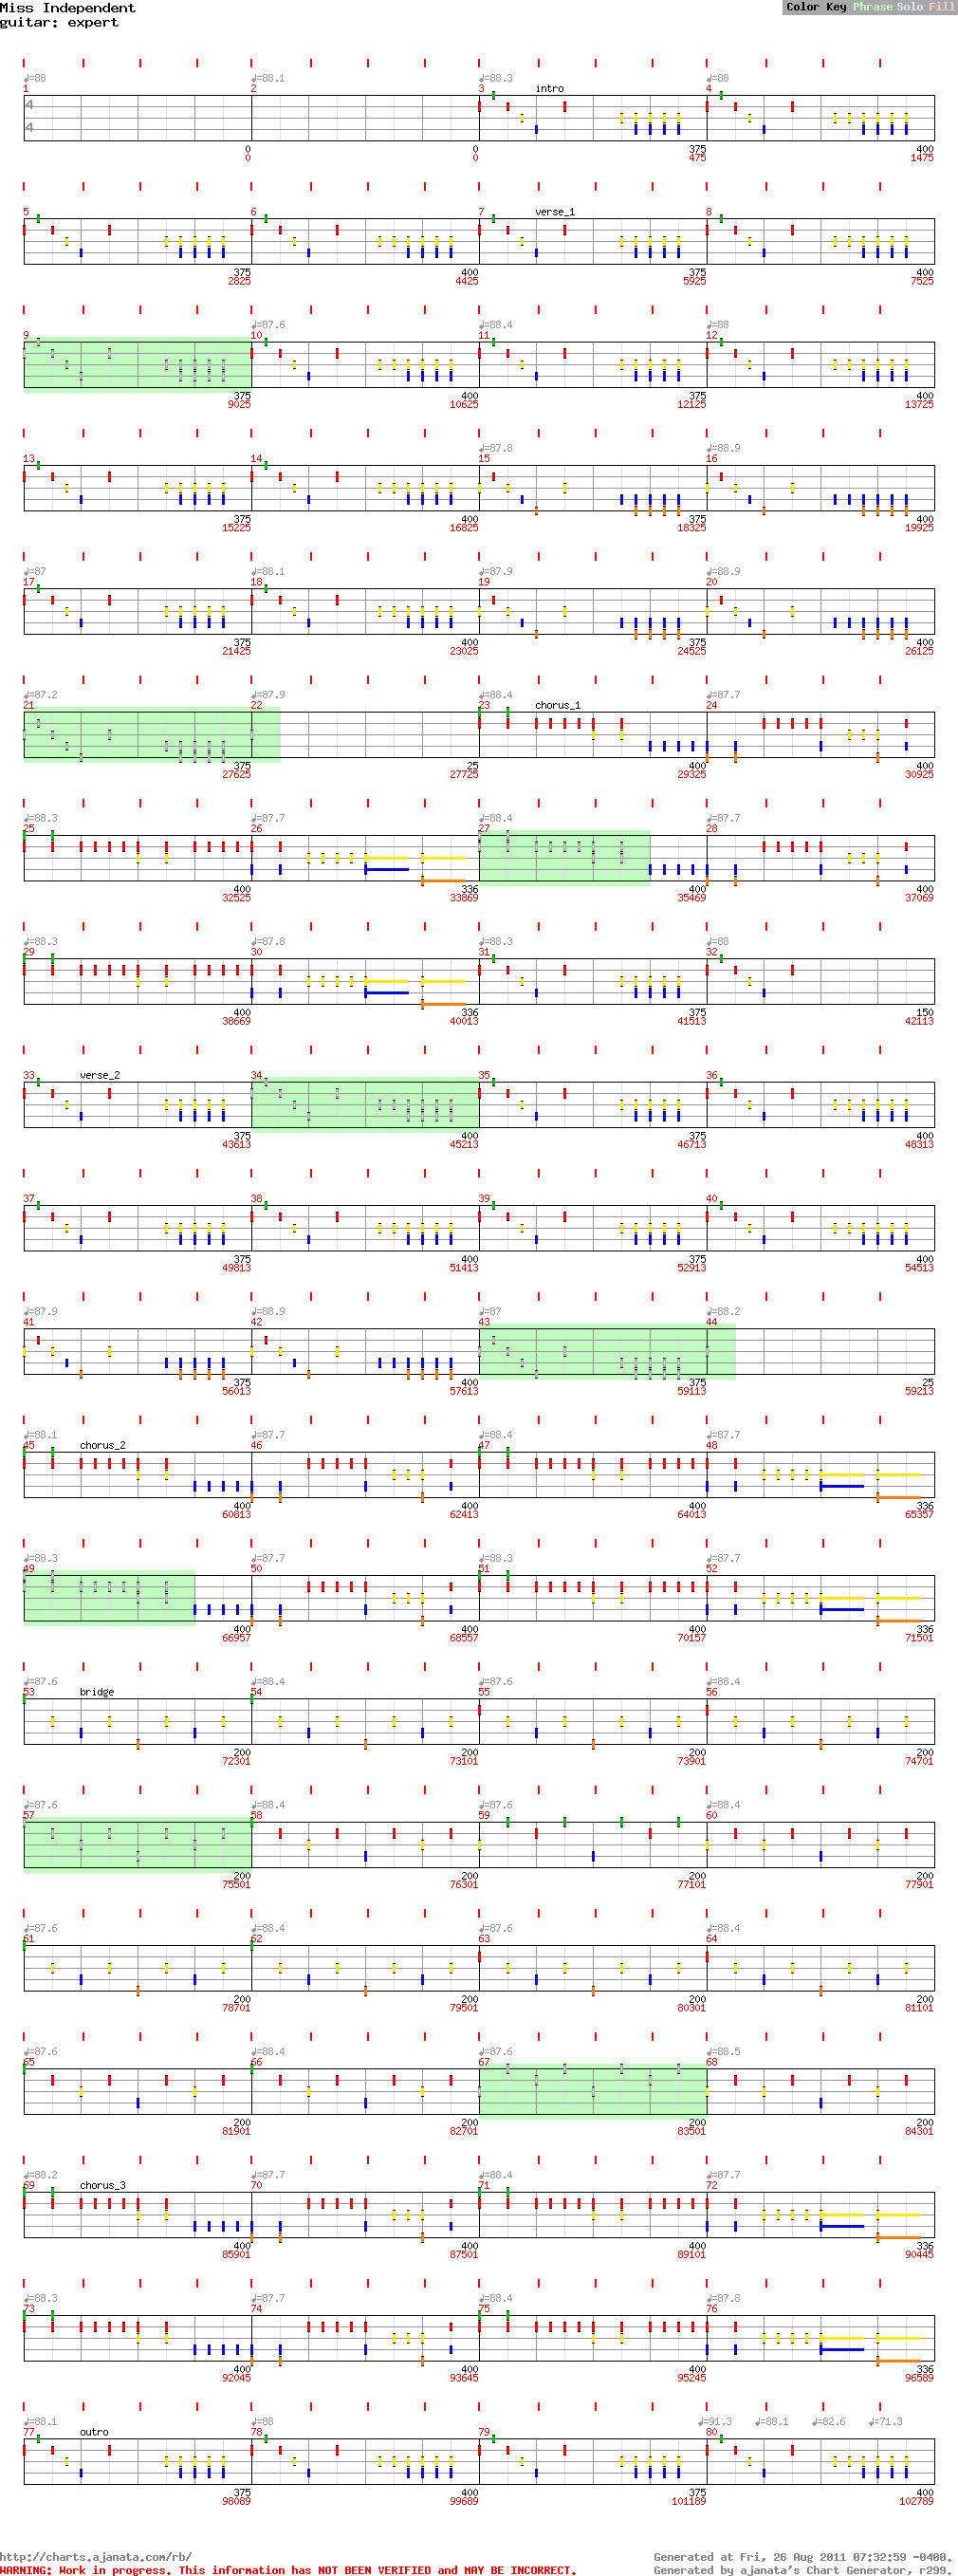 Miss Independent
Color Key Phrase Solo Fill
guitar: expert
♩=88 ♩=88.1 ♩=88.3 ♩=88
1 2 3 intro 4
4
4
0 0 375 400
0 0 475 1475
5 6 7 verse_1 8
375 400 375 400
2825 4425 5925 7525
♩=87.6 ♩=88.4 ♩=88
9 10 11 12
375 400 375 400
9025 10625 12125 13725
♩=87.8 ♩=88.9
13 14 15 16
375 400 375 400
15225 16825 18325 19925
♩=87 ♩=88.1 ♩=87.9 ♩=88.9
17 18 19 20
375 400 375 400
21425 23025 24525 26125
♩=87.2 ♩=87.9 ♩=88.4 ♩=87.7
21 22 23 chorus_1 24
375 25 400 400
27625 27725 29325 30925
♩=88.3 ♩=87.7 ♩=88.4 ♩=87.7
25 26 27 28
400 336 400 400
32525 33869 35469 37069
♩=88.3 ♩=87.8 ♩=88.3 ♩=88
29 30 31 32
400 336 375 150
38669 40013 41513 42113
33 verse_2 34 35 36
375 400 375 400
43613 45213 46713 48313
37 38 39 40
375 400 375 400
49813 51413 52913 54513
♩=87.9 ♩=88.9 ♩=87 ♩=88.2
41 42 43 44
375 400 375 25
56013 57613 59113 59213
♩=88.1 ♩=87.7 ♩=88.4 ♩=87.7
45 chorus_2 46 47 48
400 400 400 336
60813 62413 64013 65357
♩=88.3 ♩=87.7 ♩=88.3 ♩=87.7
49 50 51 52
400 400 400 336
66957 68557 70157 71501
♩=87.6 ♩=88.4 ♩=87.6 ♩=88.4
53 bridge 54 55 56
200 200 200 200
72301 73101 73901 74701
♩=87.6 ♩=88.4 ♩=87.6 ♩=88.4
57 58 59 60
200 200 200 200
75501 76301 77101 77901
♩=87.6 ♩=88.4 ♩=87.6 ♩=88.4
61 62 63 64
200 200 200 200
78701 79501 80301 81101
♩=87.6 ♩=88.4 ♩=87.6 ♩=88.5
65 66 67 68
200 200 200 200
81901 82701 83501 84301
♩=88.2 ♩=87.7 ♩=88.4 ♩=87.7
69 chorus_3 70 71 72
400 400 400 336
85901 87501 89101 90445
♩=88.3 ♩=87.7 ♩=88.4 ♩=87.8
73 74 75 76
400 400 400 336
92045 93645 95245 96589
♩=88.1 ♩=88 ♩=91.3 ♩=88.1 ♩=82.6 ♩=71.3
77 outro 78 79 80
375 400 375 400
98089 99689 101189 102789
http://charts.ajanata.com/rb/
Generated at Fri, 26 Aug 2011 07:32:59 -0400.
WARNING: Work in progress. This information has NOT BEEN VERIFIED and MAY BE INCORRECT.
Generated by ajanata's Chart Generator, r299.